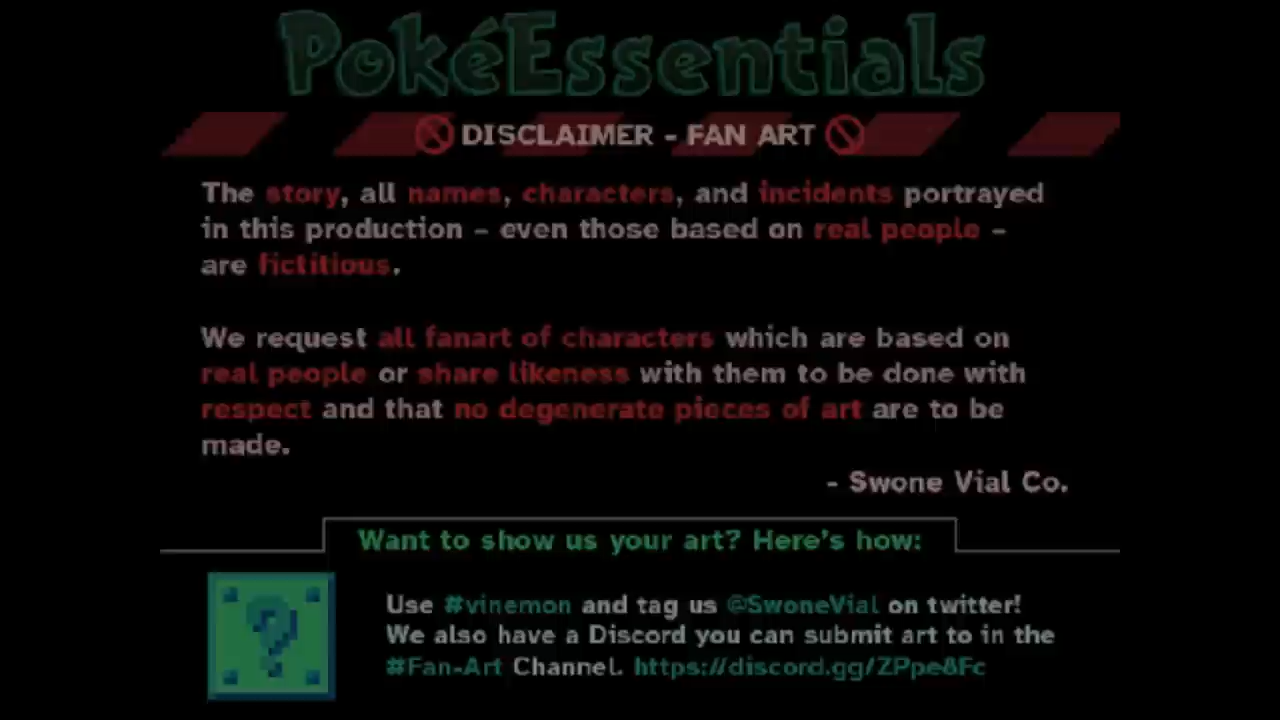 PokéEssentials
DISCLAIMER - FAN ART
The story, all names, characters, and incidents portrayed
in this production - even those based on real people -
are fictitious.
We request all fanart of characters which are based on
real people or share likeness with them to be done with
respect and that no degenerate pieces of art are to be
made.
- Swone Vial Co.
Want to show us your art? Here's how:
?
Use #vinemon and tag us @SwoneVial on twitter!
We also have a Discord you can submit art to in the
#Fan-Art Channel. https://discord.gg/ZPpe8Fc